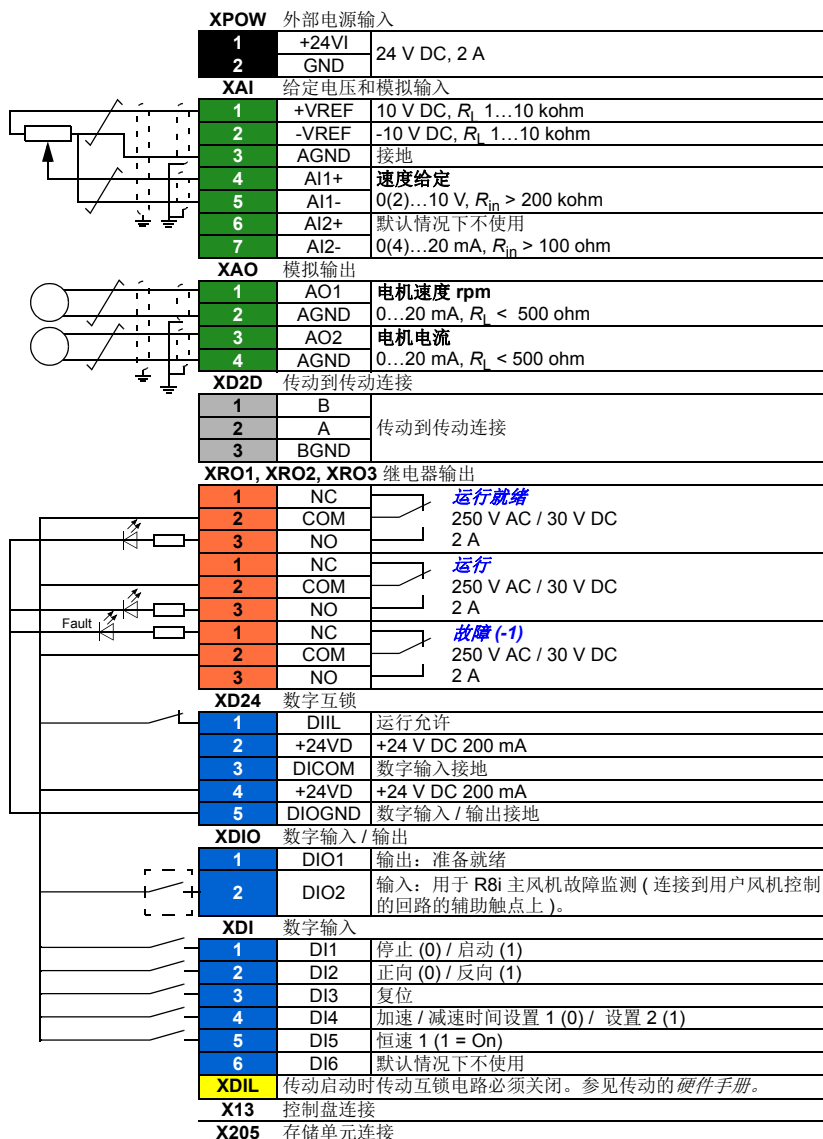 XPOW 外部电源输入
1 +24VI 24 V DC, 2 A
2 GND
XAI 给定电压和模拟输入
1 +VREF 10 V DC, RL 1…10 kohm
2 -VREF -10 V DC, RL 1…10 kohm
3 AGND 接地
4 AI1+ 速度给定
5 AI1- 0(2)…10 V, Rin > 200 kohm
6 AI2+ 默认情况下不使用
7 AI2- 0(4)…20 mA, Rin > 100 ohm
XAO 模拟输出
1 AO1 电机速度 rpm
2 AGND 0…20 mA, RL < 500 ohm
3 AO2 电机电流
4 AGND 0…20 mA, RL < 500 ohm
XD2D 传动到传动连接
1 B
2 A 传动到传动连接
3 BGND
XRO1, XRO2, XRO3 继电器输出
1 NC 运行就绪
2 COM 250 V AC / 30 V DC
3 NO 2 A
1 NC 运行
2 COM 250 V AC / 30 V DC
3 NO 2 A
Fault 1 NC 故障 (-1)
2 COM 250 V AC / 30 V DC
3 NO 2 A
XD24 数字互锁
1 DIIL 运行允许
2 +24VD +24 V DC 200 mA
3 DICOM 数字输入接地
4 +24VD +24 V DC 200 mA
5 DIOGND 数字输入 / 输出接地
XDIO 数字输入 / 输出
1 DIO1 输出：准备就绪
2 DIO2 输入：用于 R8i 主风机故障监测 ( 连接到用户风机控制
的回路的辅助触点上 )。
XDI 数字输入
1 DI1 停止 (0) / 启动 (1)
2 DI2 正向 (0) / 反向 (1)
3 DI3 复位
4 DI4 加速 / 减速时间设置 1 (0) / 设置 2 (1)
5 DI5 恒速 1 (1 = On)
6 DI6 默认情况下不使用
XDIL 传动启动时传动互锁电路必须关闭。参见传动的硬件手册。
X13 控制盘连接
X205 存储单元连接